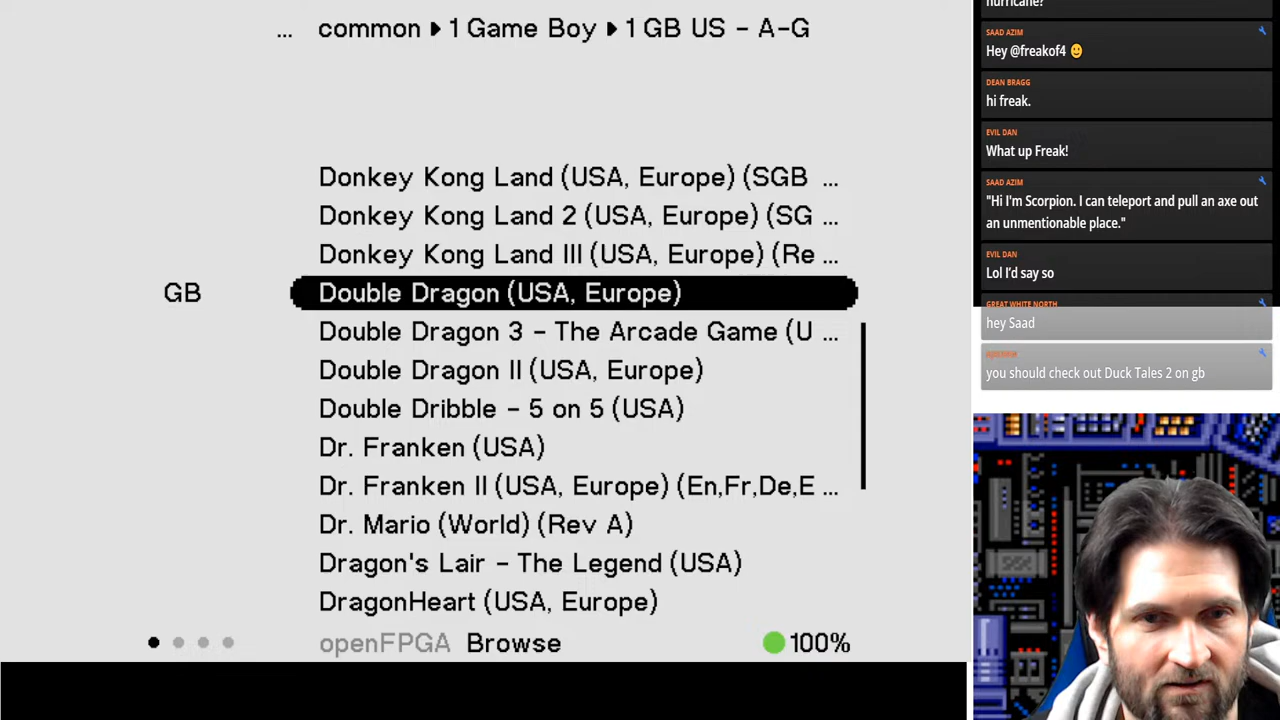 ... common ▶ 1 Game Boy ▶ 1 GB US - A-G
Donkey Kong Land (USA, Europe) (SGB ...
Donkey Kong Land 2 (USA, Europe) (SG ...
Donkey Kong Land III (USA, Europe) (Re ...
GB Double Dragon (USA, Europe)
Double Dragon 3 - The Arcade Game (U ...
Double Dragon II (USA, Europe)
Double Dribble - 5 on 5 (USA)
Dr. Franken (USA)
Dr. Franken II (USA, Europe) (En,Fr,De,E ...
Dr. Mario (World) (Rev A)
Dragon's Lair - The Legend (USA)
DragonHeart (USA, Europe)
openFPGA Browse 100%
hurricane?
SAAD AZIM
Hey @freakof4 🙂
DEAN BRAGG
hi freak.
EVIL DAN
What up Freak!
SAAD AZIM
"Hi I'm Scorpion. I can teleport and pull an axe out
an unmentionable place."
EVIL DAN
Lol I'd say so
GREAT WHITE NORTH
hey Saad
you should check out Duck Tales 2 on gb